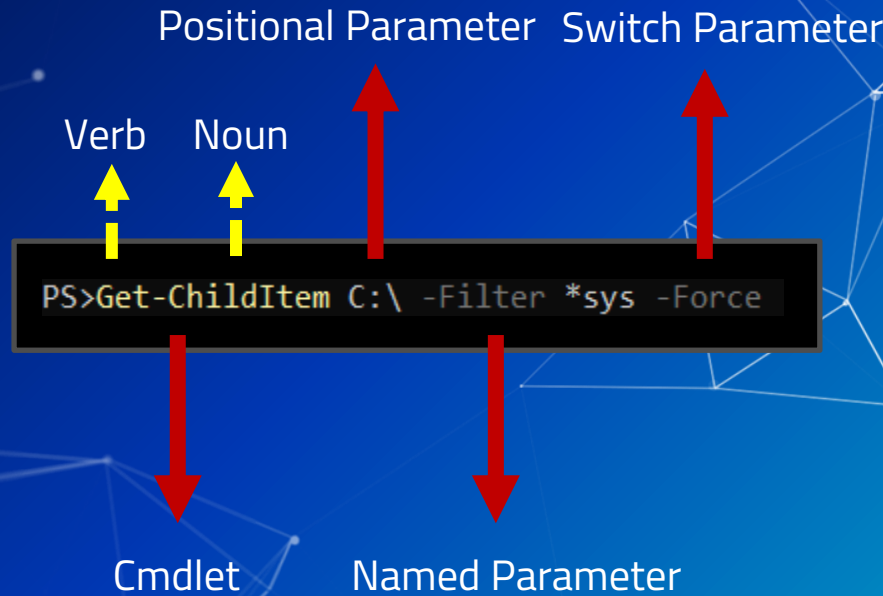 Positional Parameter Switch Parameter
Verb Noun
PS>Get-ChildItem C:\ -Filter *sys -Force
Cmdlet Named Parameter